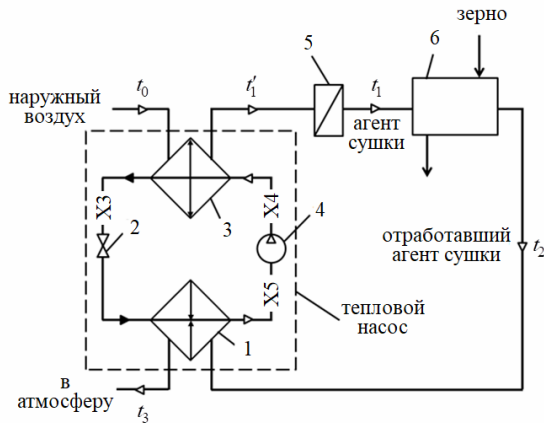 зерно
5
6
t₀
t′₁
t₁
наружный
воздух
агент
сушки
X3
X4
2
3
4
отработавший
агент сушки
t₂
X5
тепловой
насос
1
в
атмосферу
t₃